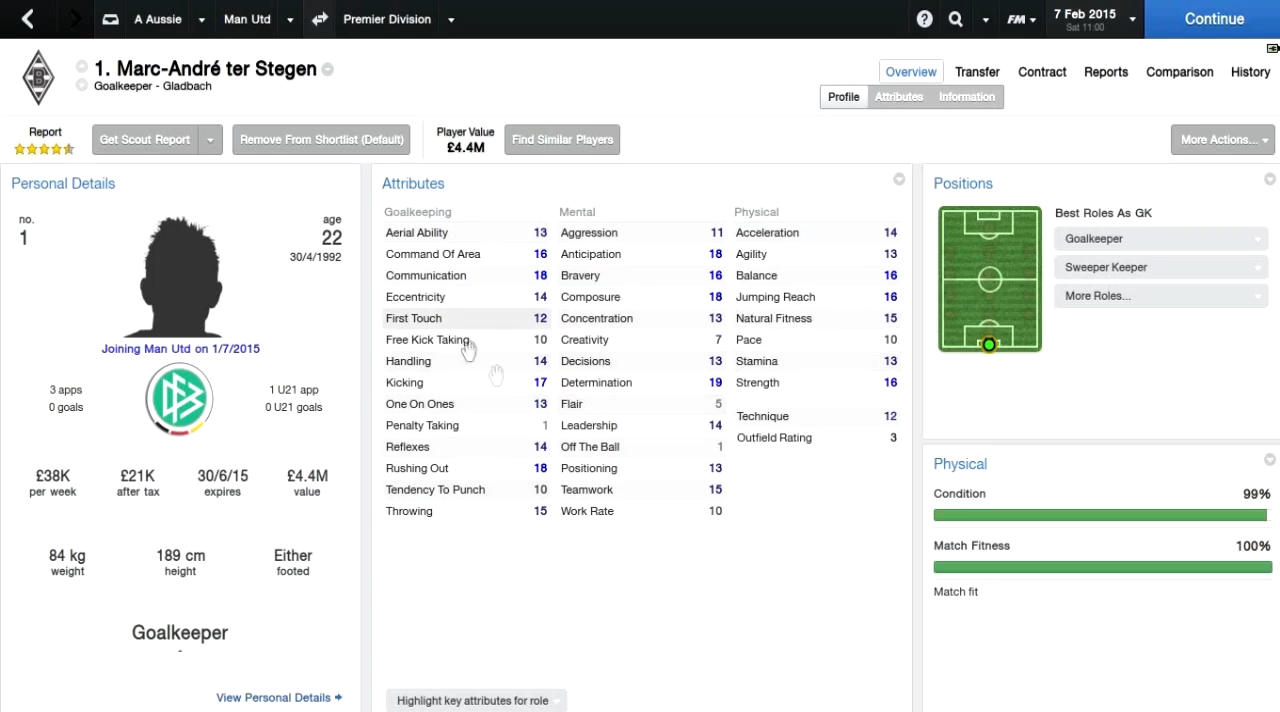 A Aussie Man Utd Premier Division ? FM 7 Feb 2015 Continue
Sat 11:00
1. Marc-André ter Stegen
Goalkeeper - Gladbach
Overview Transfer Contract Reports Comparison History
Profile Attributes Information
Report
Get Scout Report Remove From Shortlist (Default) Player Value Find Similar Players More Actions...
£4.4M
Personal Details
no.
1
age
22
30/4/1992
Joining Man Utd on 1/7/2015
3 apps
0 goals
1 U21 app
0 U21 goals
£38K
per week
£21K
after tax
30/6/15
expires
£4.4M
value
84 kg
weight
189 cm
height
Either
footed
Goalkeeper
-
View Personal Details
Attributes
Goalkeeping
Aerial Ability 13
Command Of Area 16
Communication 18
Eccentricity 14
First Touch 12
Free Kick Taking 10
Handling 14
Kicking 17
One On Ones 13
Penalty Taking 1
Reflexes 14
Rushing Out 18
Tendency To Punch 10
Throwing 15
Mental
Aggression 11
Anticipation 18
Bravery 16
Composure 18
Concentration 13
Creativity 7
Decisions 13
Determination 19
Flair 5
Leadership 14
Off The Ball 1
Positioning 13
Teamwork 15
Work Rate 10
Physical
Acceleration 14
Agility 13
Balance 16
Jumping Reach 16
Natural Fitness 15
Pace 10
Stamina 13
Strength 16
Technique 12
Outfield Rating 3
Highlight key attributes for role
Positions
Best Roles As GK
Goalkeeper
Sweeper Keeper
More Roles...
Physical
Condition 99%
Match Fitness 100%
Match fit